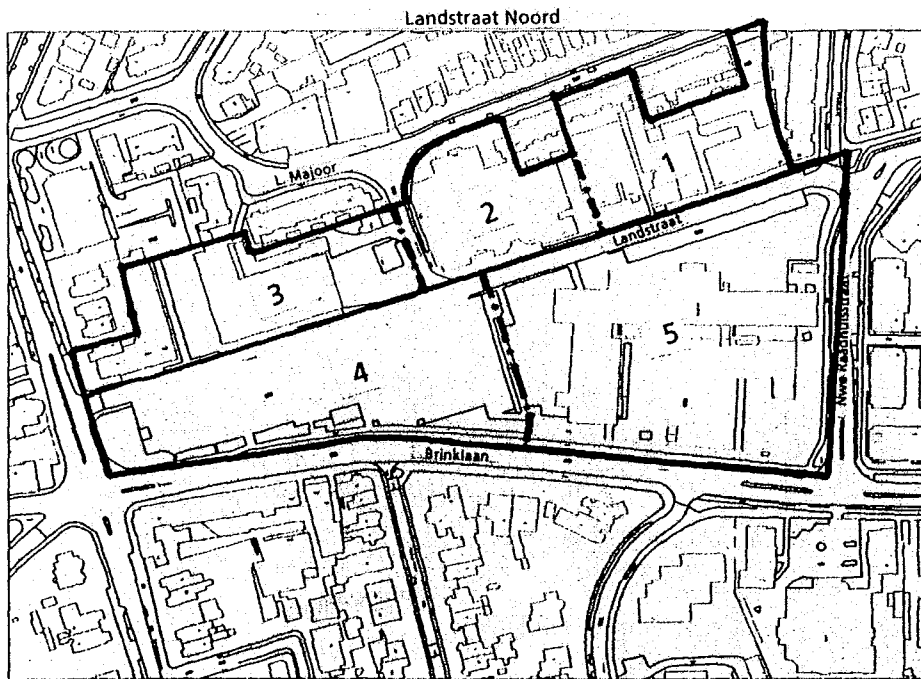 Landstraat Noord
L. Majoor
1
2
Landstraat
3
5
Nwe Raadhuisstraat
4
Brinklaan